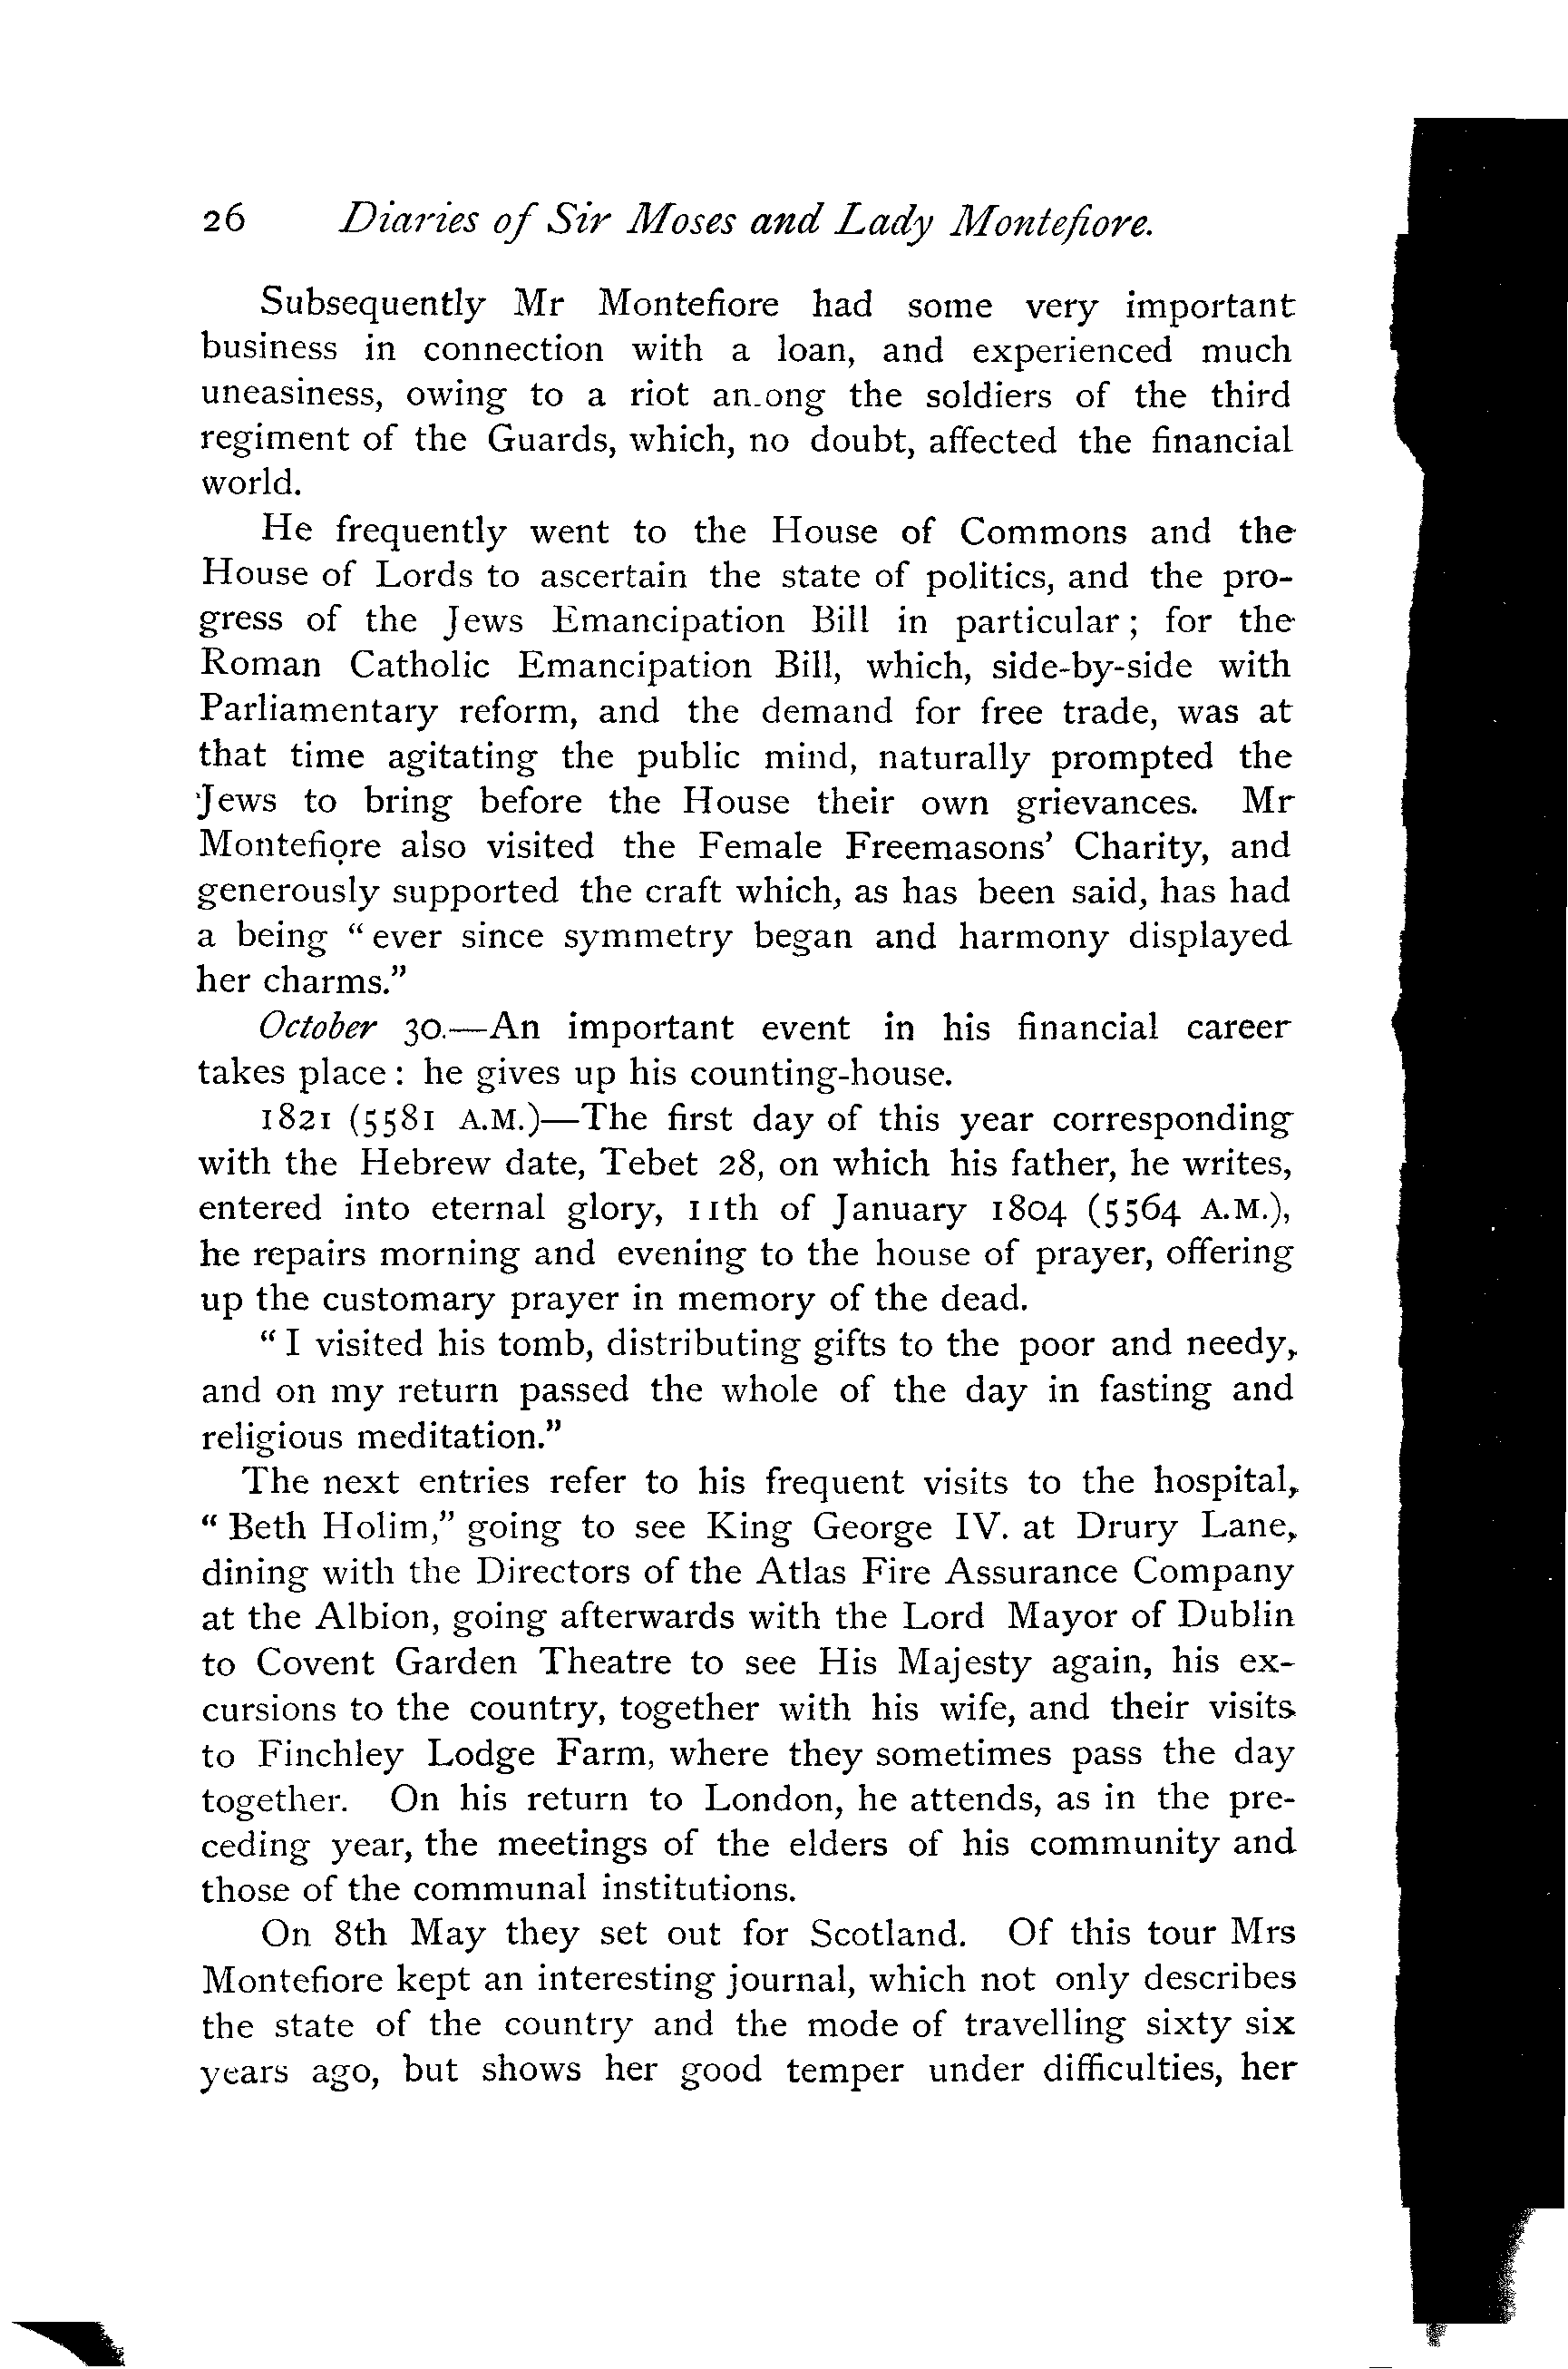 26 Diaries of Sir Moses and Lady Montefiore.
Subsequently Mr Montefiore had some very important
business in connection with a loan, and experienced much
uneasiness, owing to a riot among the soldiers of the third
regiment of the Guards, which, no doubt, affected the financial
world.
He frequently went to the House of Commons and the
House of Lords to ascertain the state of politics, and the pro-
gress of the Jews Emancipation Bill in particular; for the
Roman Catholic Emancipation Bill, which, side-by-side with
Parliamentary reform, and the demand for free trade, was at
that time agitating the public mind, naturally prompted the
Jews to bring before the House their own grievances. Mr
Montefiore also visited the Female Freemasons' Charity, and
generously supported the craft which, as has been said, has had
a being "ever since symmetry began and harmony displayed
her charms."
October 30.—An important event in his financial career
takes place: he gives up his counting-house.
1821 (5581 A.M.)—The first day of this year corresponding
with the Hebrew date, Tebet 28, on which his father, he writes,
entered into eternal glory, 11th of January 1804 (5564 A.M.),
he repairs morning and evening to the house of prayer, offering
up the customary prayer in memory of the dead.
"I visited his tomb, distributing gifts to the poor and needy,
and on my return passed the whole of the day in fasting and
religious meditation."
The next entries refer to his frequent visits to the hospital,
"Beth Holim," going to see King George IV. at Drury Lane,
dining with the Directors of the Atlas Fire Assurance Company
at the Albion, going afterwards with the Lord Mayor of Dublin
to Covent Garden Theatre to see His Majesty again, his ex-
cursions to the country, together with his wife, and their visits
to Finchley Lodge Farm, where they sometimes pass the day
together. On his return to London, he attends, as in the pre-
ceding year, the meetings of the elders of his community and
those of the communal institutions.
On 8th May they set out for Scotland. Of this tour Mrs
Montefiore kept an interesting journal, which not only describes
the state of the country and the mode of travelling sixty six
years ago, but shows her good temper under difficulties, her